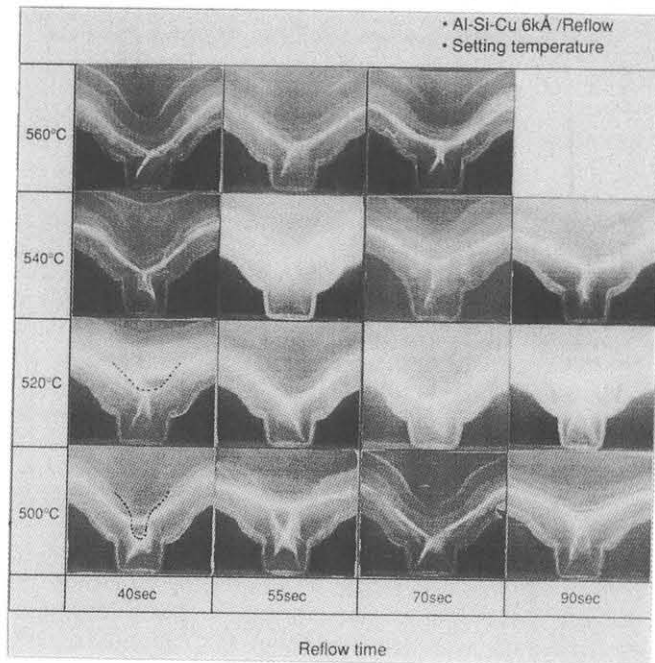 • Al-Si-Cu 6kÅ /Reflow
• Setting temperature
560°C
540°C
520°C
500°C
40sec
55sec
70sec
90sec
Reflow time